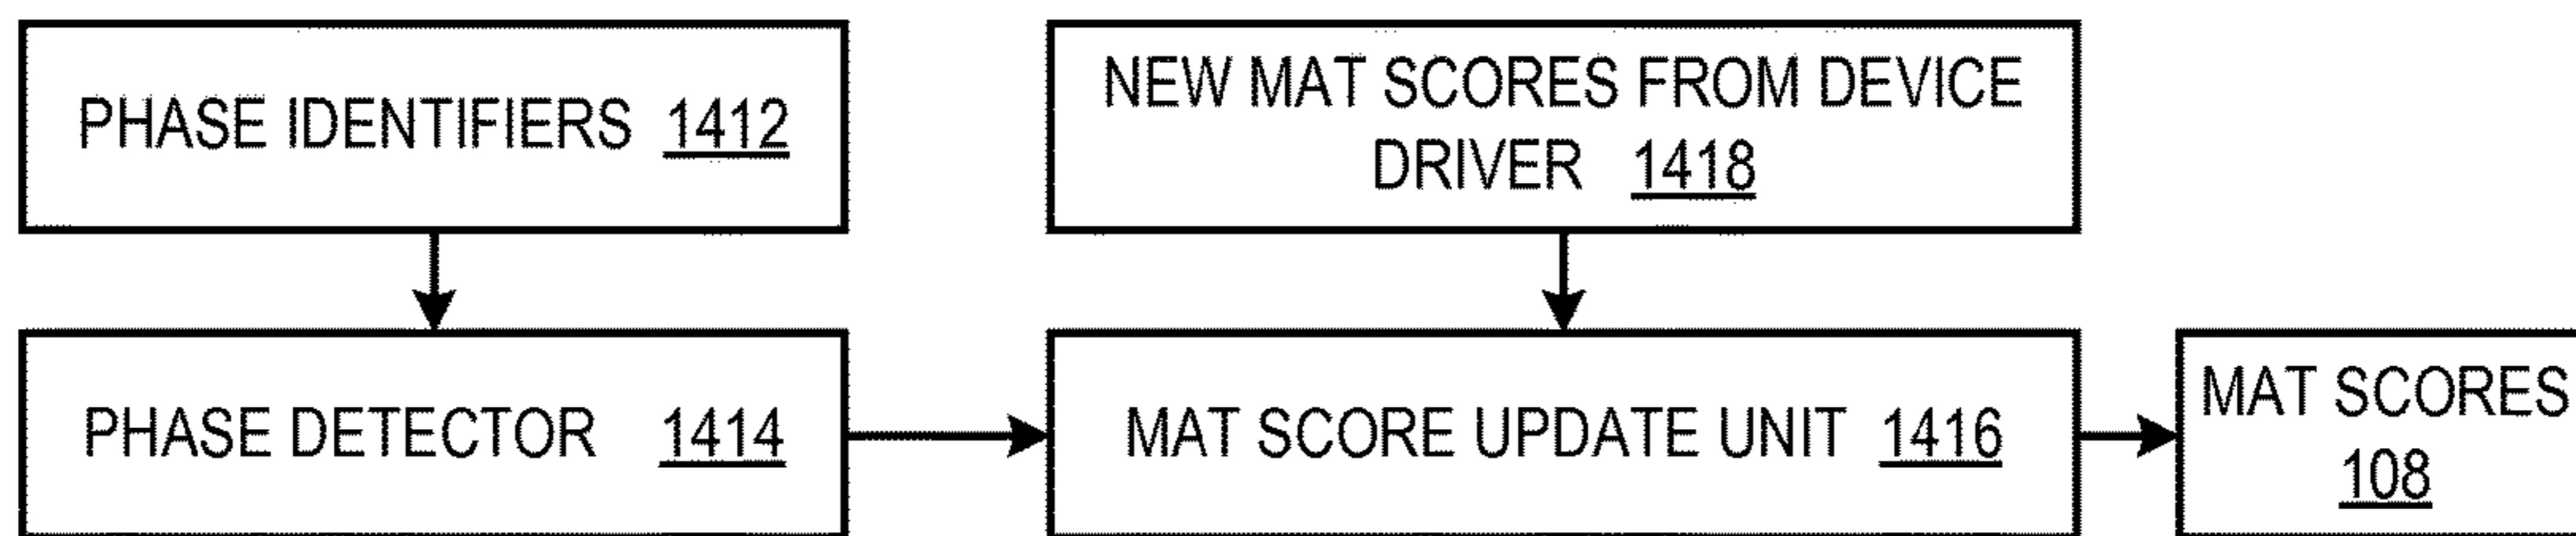 PHASE IDENTIFIERS 1412
NEW MAT SCORES FROM DEVICE
DRIVER 1418
PHASE DETECTOR 1414
MAT SCORE UPDATE UNIT 1416
MAT SCORES
108